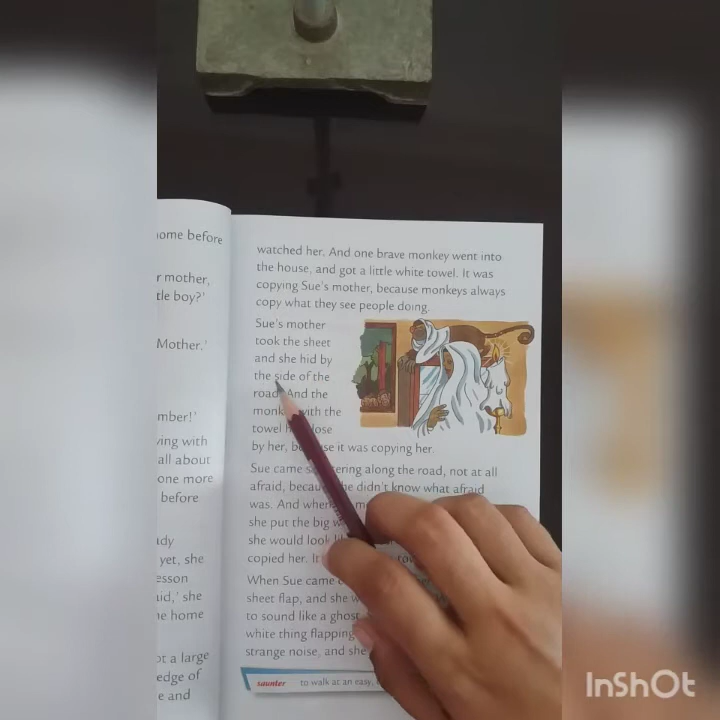 ome before
r mother,
tle boy?'
Mother.'
mber!'
ying with
all about
one more
before
ady
yet, she
esson
aid,' she
e home
ot a large
edge of
e and
watched her. And one brave monkey went into
the house, and got a little white towel. It was
copying Sue's mother, because monkeys always
copy what they see people doing.
Sue's mother
took the sheet
and she hid by
the side of the
road. And the
with the
towel
by her, it was copying her.
Sue came along the road, not at all
afraid, didn't know what afraid
was. And when
she put the big
she would look
copied her. It
When Sue came
sheet flap, and she
to sound like a ghost
white thing flapping
strange noise, and she
saunter to walk at an easy,
InShOt